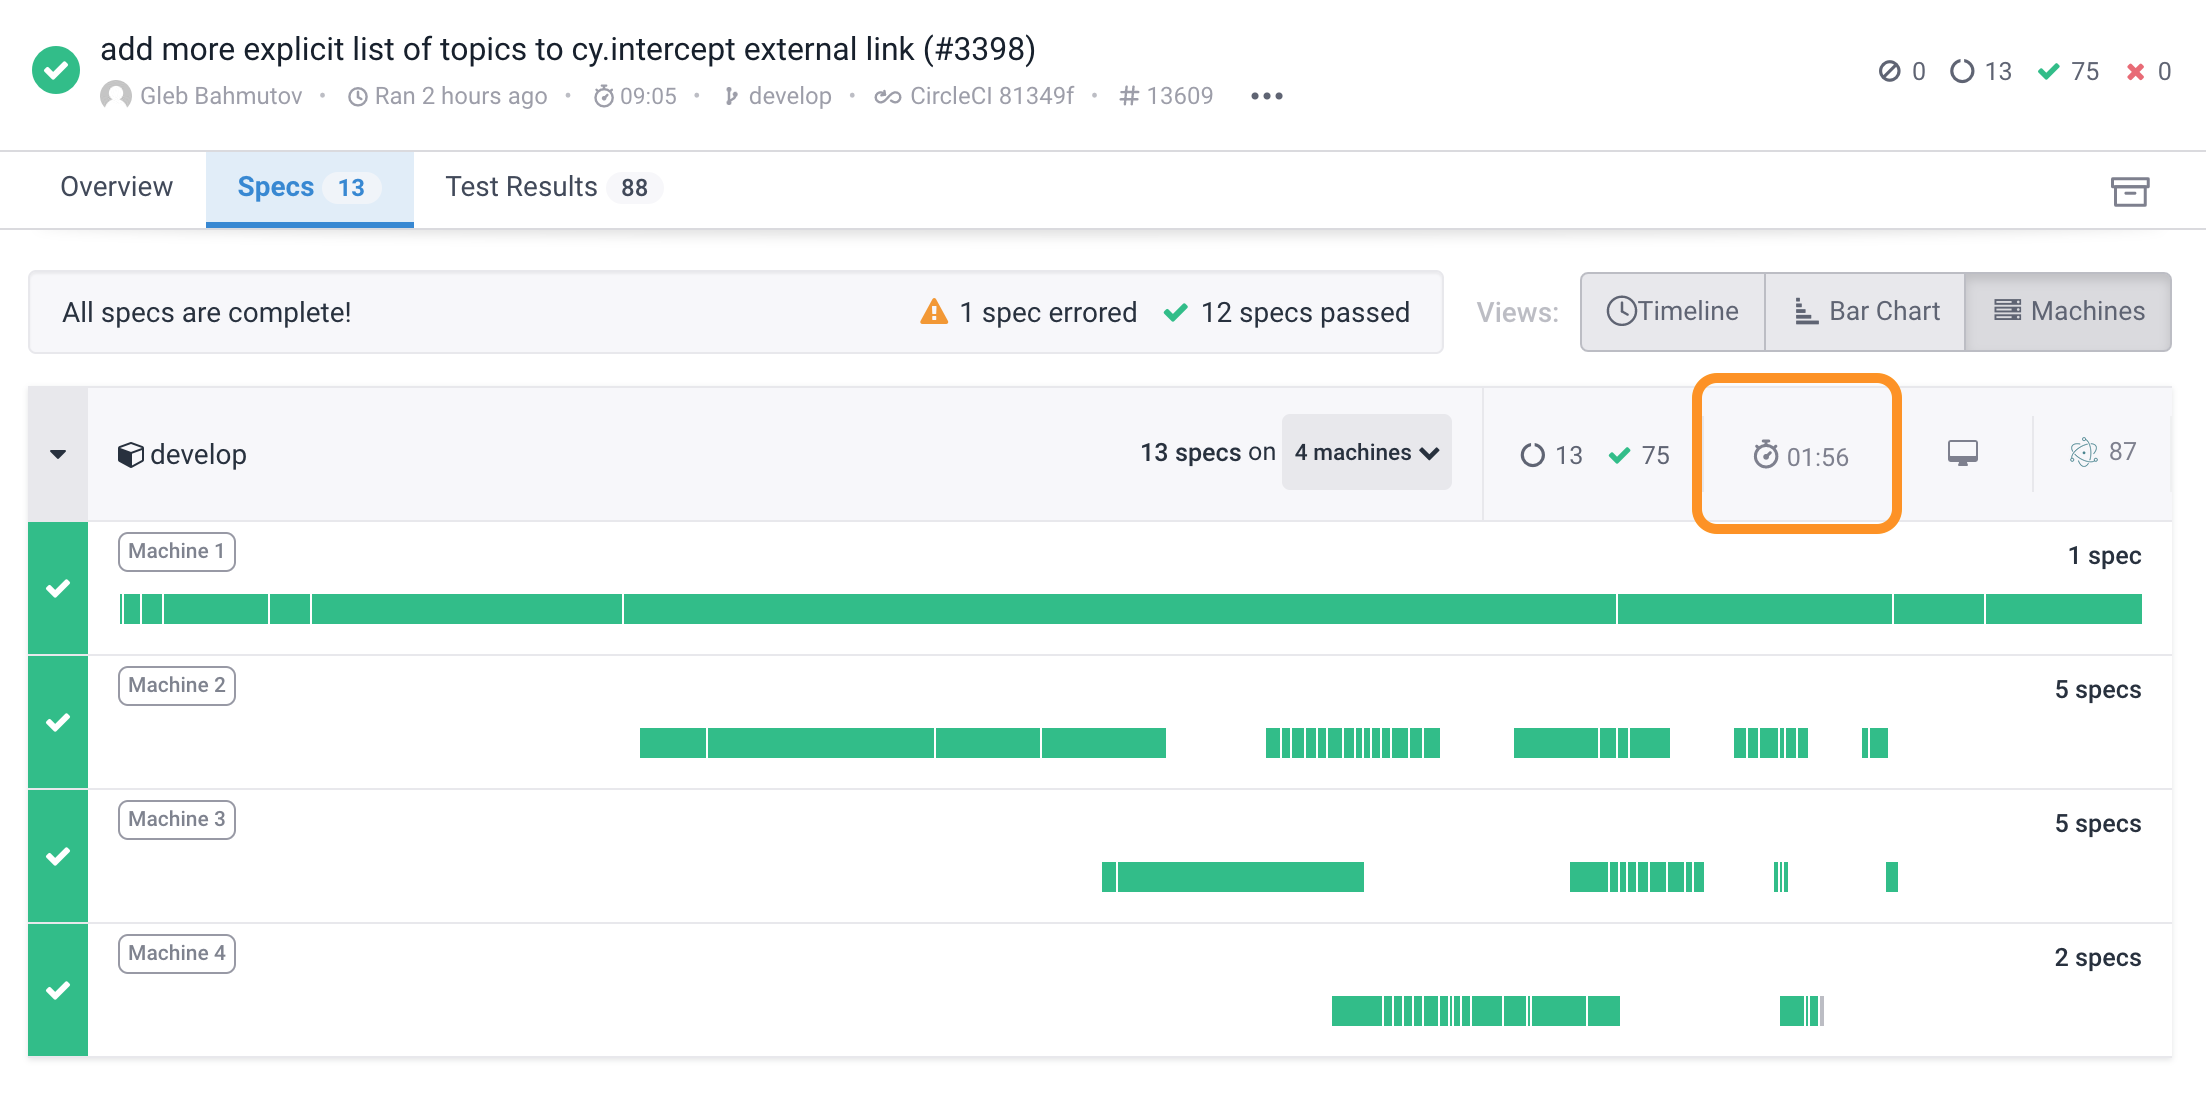 add more explicit list of topics to cy.intercept external link (#3398)
0 13 75 0
Gleb Bahmutov • Ran 2 hours ago • 09:05 • develop • CircleCI 81349f • # 13609 •••
Overview Specs 13 Test Results 88
All specs are complete! 1 spec errored 12 specs passed Views: Timeline Bar Chart Machines
develop 13 specs on 4 machines 13 75 01:56 87
Machine 1 1 spec
Machine 2 5 specs
Machine 3 5 specs
Machine 4 2 specs